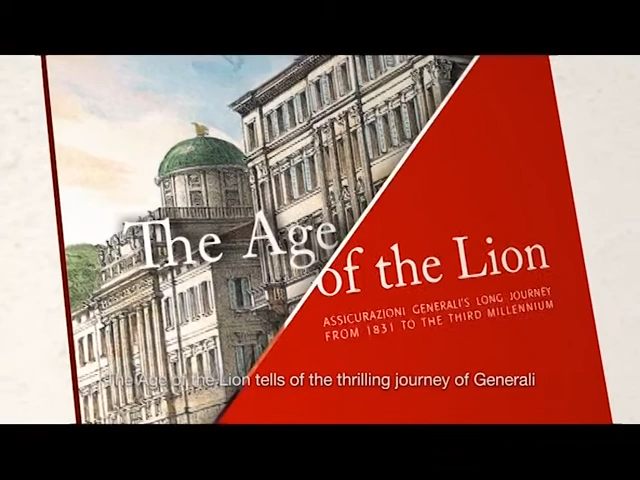 The Age
of the Lion
ASSICURAZIONI GENERALI'S LONG JOURNEY
FROM 1831 TO THE THIRD MILLENNIUM
The Age of the Lion tells of the thrilling journey of Generali